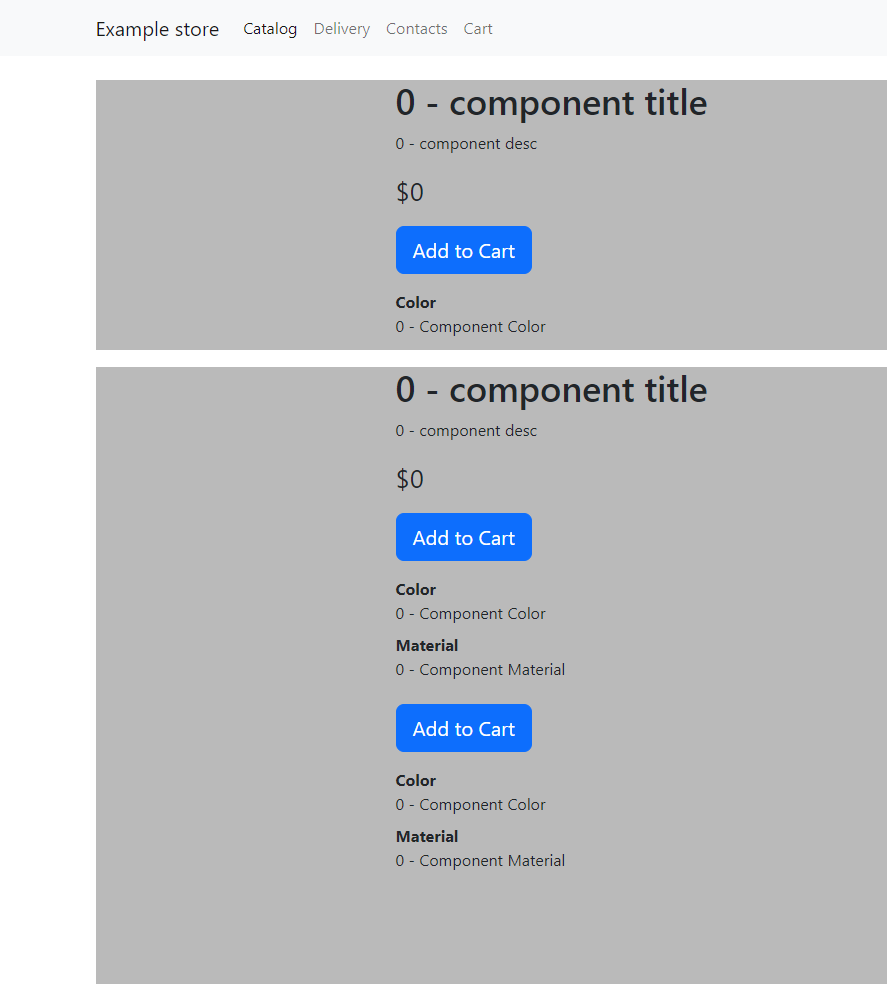 Example store Catalog Delivery Contacts Cart
0 - component title
0 - component desc
$0
Add to Cart
Color
0 - Component Color
0 - component title
0 - component desc
$0
Add to Cart
Color
0 - Component Color
Material
0 - Component Material
Add to Cart
Color
0 - Component Color
Material
0 - Component Material